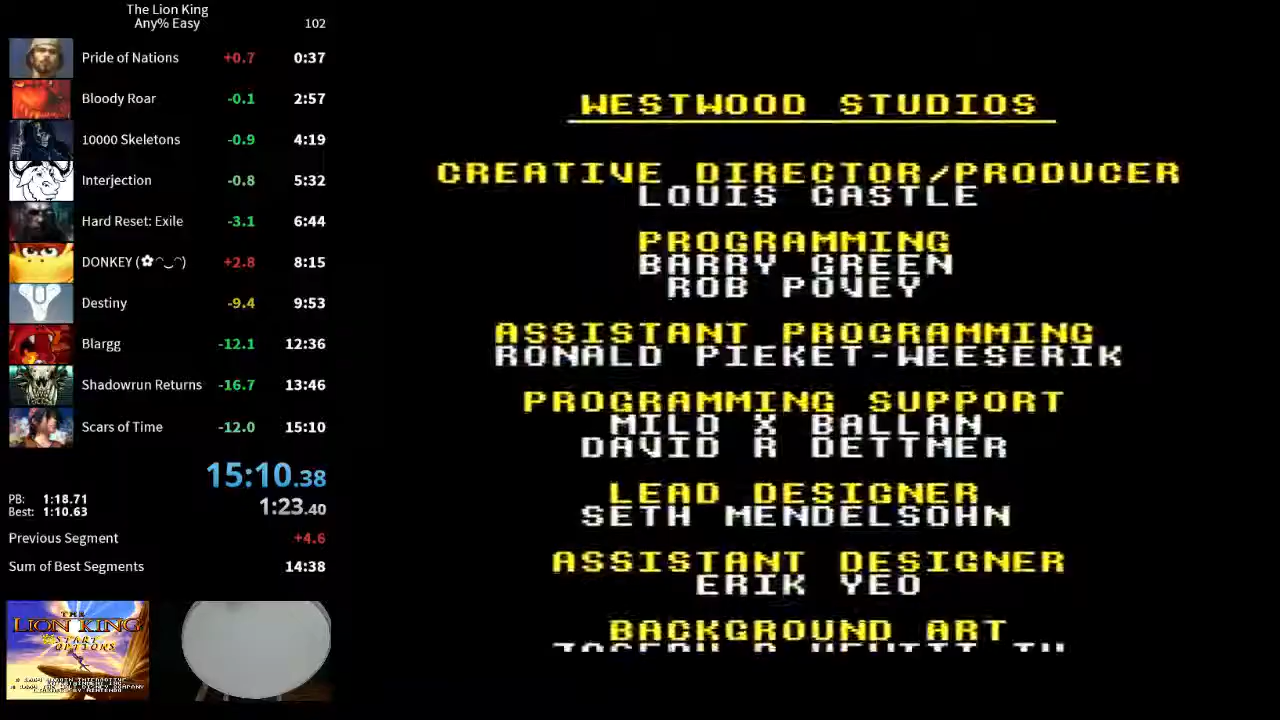 The Lion King
Any% Easy
102
Pride of Nations +0.7 0:37
Bloody Roar -0.1 2:57
10000 Skeletons -0.9 4:19
Interjection -0.8 5:32
Hard Reset: Exile -3.1 6:44
DONKEY (✿◠‿◠) +2.8 8:15
Destiny -9.4 9:53
Blargg -12.1 12:36
Shadowrun Returns -16.7 13:46
Scars of Time -12.0 15:10
15:10.38
PB: 1:18.71
Best: 1:10.63
1:23.40
Previous Segment +4.6
Sum of Best Segments 14:38
THE
LION KING
START
OPTIONS
WESTWOOD STUDIOS
CREATIVE DIRECTOR/PRODUCER
LOUIS CASTLE
PROGRAMMING
BARRY GREEN
ROB POVEY
ASSISTANT PROGRAMMING
RONALD PIEKET-WEESERIK
PROGRAMMING SUPPORT
MILO X BALLAN
DAVID R DETTMER
LEAD DESIGNER
SETH MENDELSOHN
ASSISTANT DESIGNER
ERIK YEO
BACKGROUND ART